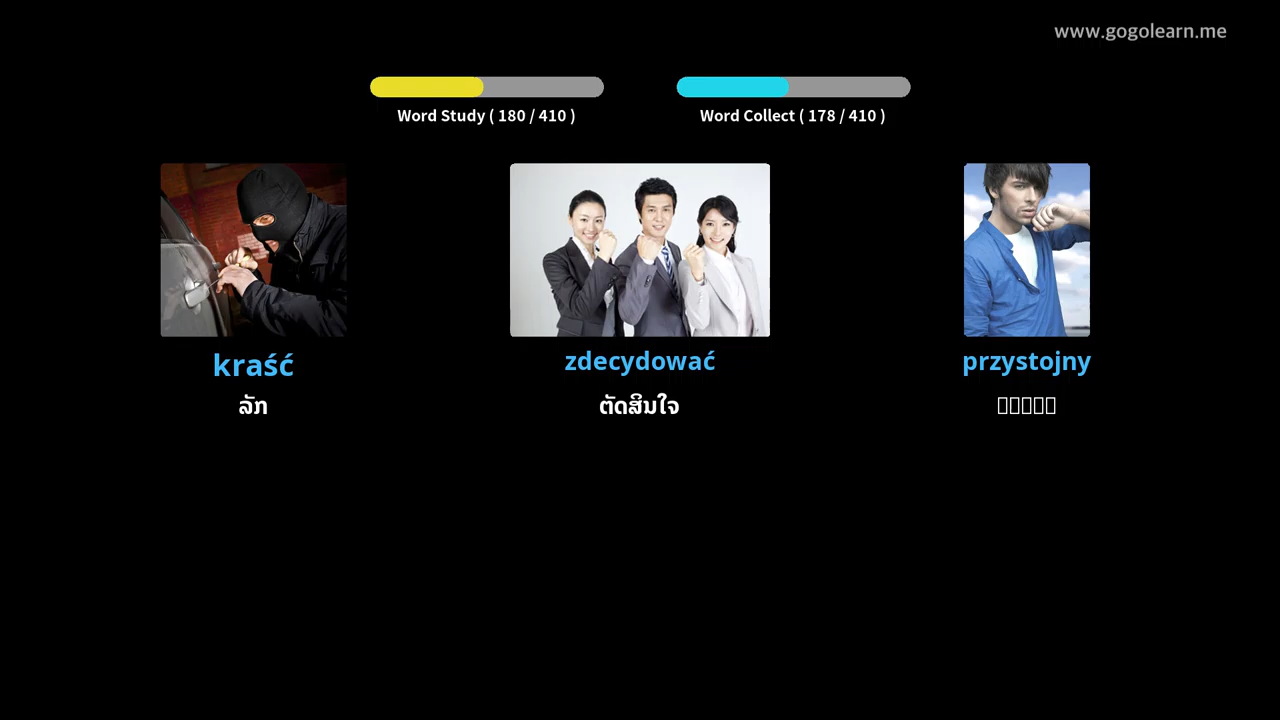 www.gogolearn.me
Word Study ( 180 / 410 )
Word Collect ( 178 / 410 )
kraść
zdecydować
przystojny
ລັກ
ຕັດສິນໃຈ